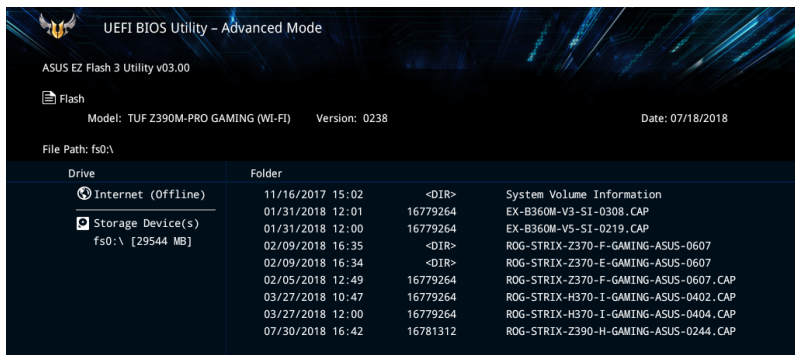 UEFI BIOS Utility – Advanced Mode
ASUS EZ Flash 3 Utility v03.00
Flash
Model: TUF Z390M-PRO GAMING (WI-FI) Version: 0238 Date: 07/18/2018
File Path: fs0:\
Drive Folder
Internet (Offline) 11/16/2017 15:02 <DIR> System Volume Information
01/31/2018 12:01 16779264 EX-B360M-V3-SI-0308.CAP
Storage Device(s) 01/31/2018 12:00 16779264 EX-B360M-V5-SI-0219.CAP
fs0:\ [29544 MB] 02/09/2018 16:35 <DIR> ROG-STRIX-Z370-F-GAMING-ASUS-0607
02/09/2018 16:34 <DIR> ROG-STRIX-Z370-E-GAMING-ASUS-0607
02/05/2018 12:49 16779264 ROG-STRIX-Z370-F-GAMING-ASUS-0607.CAP
03/27/2018 10:47 16779264 ROG-STRIX-H370-I-GAMING-ASUS-0402.CAP
03/27/2018 12:00 16779264 ROG-STRIX-H370-I-GAMING-ASUS-0404.CAP
07/30/2018 16:42 16781312 ROG-STRIX-Z390-H-GAMING-ASUS-0244.CAP